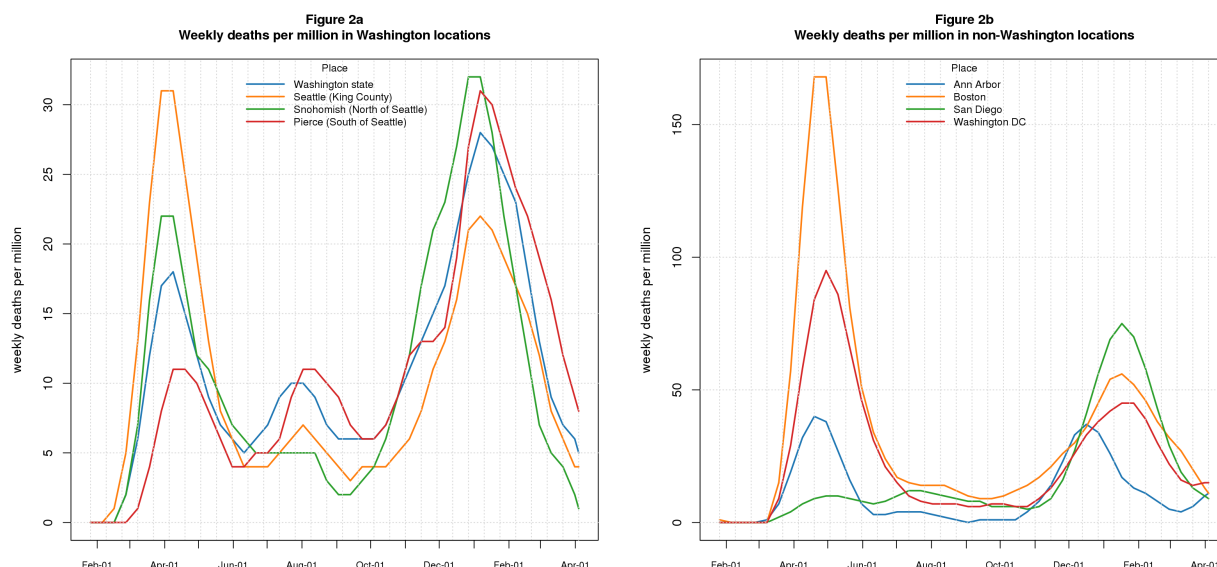 Figure 2a
Weekly deaths per million in Washington locations
Place
Washington state
Seattle (King County)
Snohomish (North of Seattle)
Pierce (South of Seattle)
weekly deaths per million
30
25
20
15
10
5
0
Feb-01 Apr-01 Jun-01 Aug-01 Oct-01 Dec-01 Feb-01 Apr-01
Figure 2b
Weekly deaths per million in non-Washington locations
Place
Ann Arbor
Boston
San Diego
Washington DC
weekly deaths per million
150
100
50
0
Feb-01 Apr-01 Jun-01 Aug-01 Oct-01 Dec-01 Feb-01 Apr-01